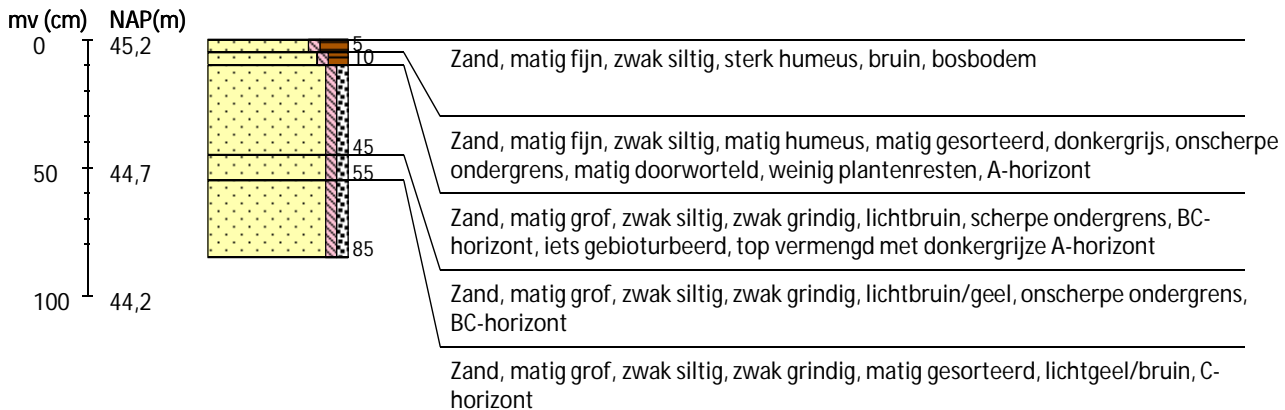 mv (cm) NAP(m)
0 45,2
5
10
45
50 44,7
55
85
100 44,2
Zand, matig fijn, zwak siltig, sterk humeus, bruin, bosbodem
Zand, matig fijn, zwak siltig, matig humeus, matig gesorteerd, donkergrijs, onscherpe
ondergrens, matig doorworteld, weinig plantenresten, A-horizont
Zand, matig grof, zwak siltig, zwak grindig, lichtbruin, scherpe ondergrens, BC-
horizont, iets gebioturbeerd, top vermengd met donkergrijze A-horizont
Zand, matig grof, zwak siltig, zwak grindig, lichtbruin/geel, onscherpe ondergrens,
BC-horizont
Zand, matig grof, zwak siltig, zwak grindig, matig gesorteerd, lichtgeel/bruin, C-
horizont